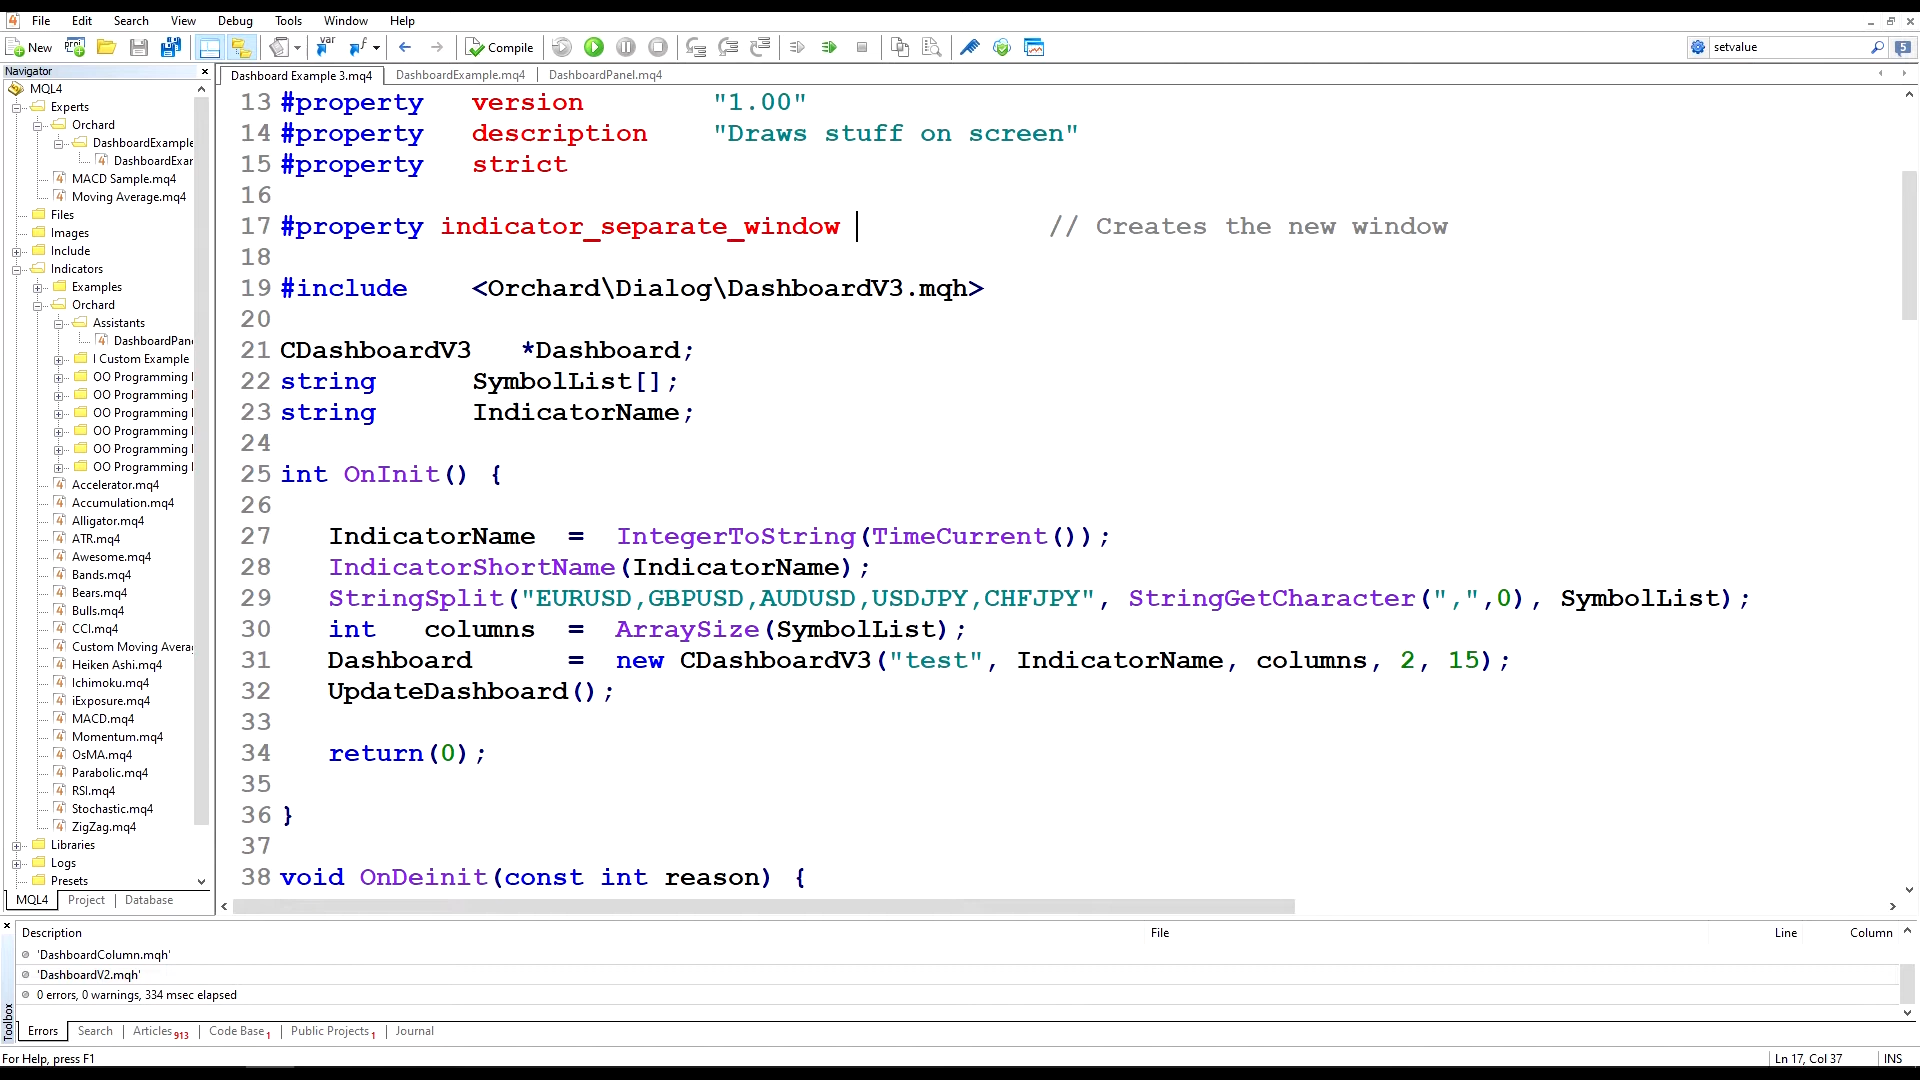 File Edit Search View Debug Tools Window Help
New Compile setvalue 5
Navigator
MQL4
Experts
Orchard
DashboardExample
DashboardExar
MACD Sample.mq4
Moving Average.mq4
Files
Images
Include
Indicators
Examples
Orchard
Assistants
DashboardPane
I Custom Example
OO Programming
OO Programming
OO Programming
OO Programming
OO Programming
OO Programming
Accelerator.mq4
Accumulation.mq4
Alligator.mq4
ATR.mq4
Awesome.mq4
Bands.mq4
Bears.mq4
Bulls.mq4
CCI.mq4
Custom Moving Avera
Heiken Ashi.mq4
Ichimoku.mq4
iExposure.mq4
MACD.mq4
Momentum.mq4
OsMA.mq4
Parabolic.mq4
RSI.mq4
Stochastic.mq4
ZigZag.mq4
Libraries
Logs
Presets
MQL4 Project Database
Dashboard Example 3.mq4 DashboardExample.mq4 DashboardPanel.mq4
13 #property version "1.00"
14 #property description "Draws stuff on screen"
15 #property strict
16
17 #property indicator_separate_window // Creates the new window
18
19 #include <Orchard\Dialog\DashboardV3.mqh>
20
21 CDashboardV3 *Dashboard;
22 string SymbolList[];
23 string IndicatorName;
24
25 int OnInit() {
26
27 IndicatorName = IntegerToString(TimeCurrent());
28 IndicatorShortName(IndicatorName);
29 StringSplit("EURUSD,GBPUSD,AUDUSD,USDJPY,CHFJPY", StringGetCharacter(",",0), SymbolList);
30 int columns = ArraySize(SymbolList);
31 Dashboard = new CDashboardV3("test", IndicatorName, columns, 2, 15);
32 UpdateDashboard();
33
34 return(0);
35
36 }
37
38 void OnDeinit(const int reason) {
Description File Line Column
'DashboardColumn.mqh'
'DashboardV2.mqh'
0 errors, 0 warnings, 334 msec elapsed
Toolbox
Errors Search Articles 913 Code Base 1 Public Projects 1 Journal
For Help, press F1 Ln 17, Col 37 INS